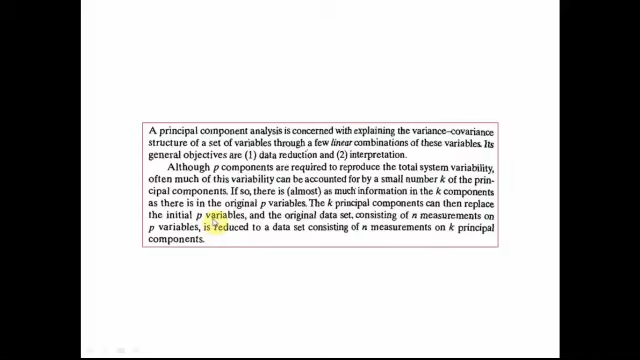 A principal component analysis is concerned with explaining the variance–covariance
structure of a set of variables through a few linear combinations of these variables. Its
general objectives are (1) data reduction and (2) interpretation.
Although p components are required to reproduce the total system variability,
often much of this variability can be accounted for by a small number k of the prin-
cipal components. If so, there is (almost) as much information in the k components
as there is in the original p variables. The k principal components can then replace
the initial p variables, and the original data set, consisting of n measurements on
p variables, is reduced to a data set consisting of n measurements on k principal
components.